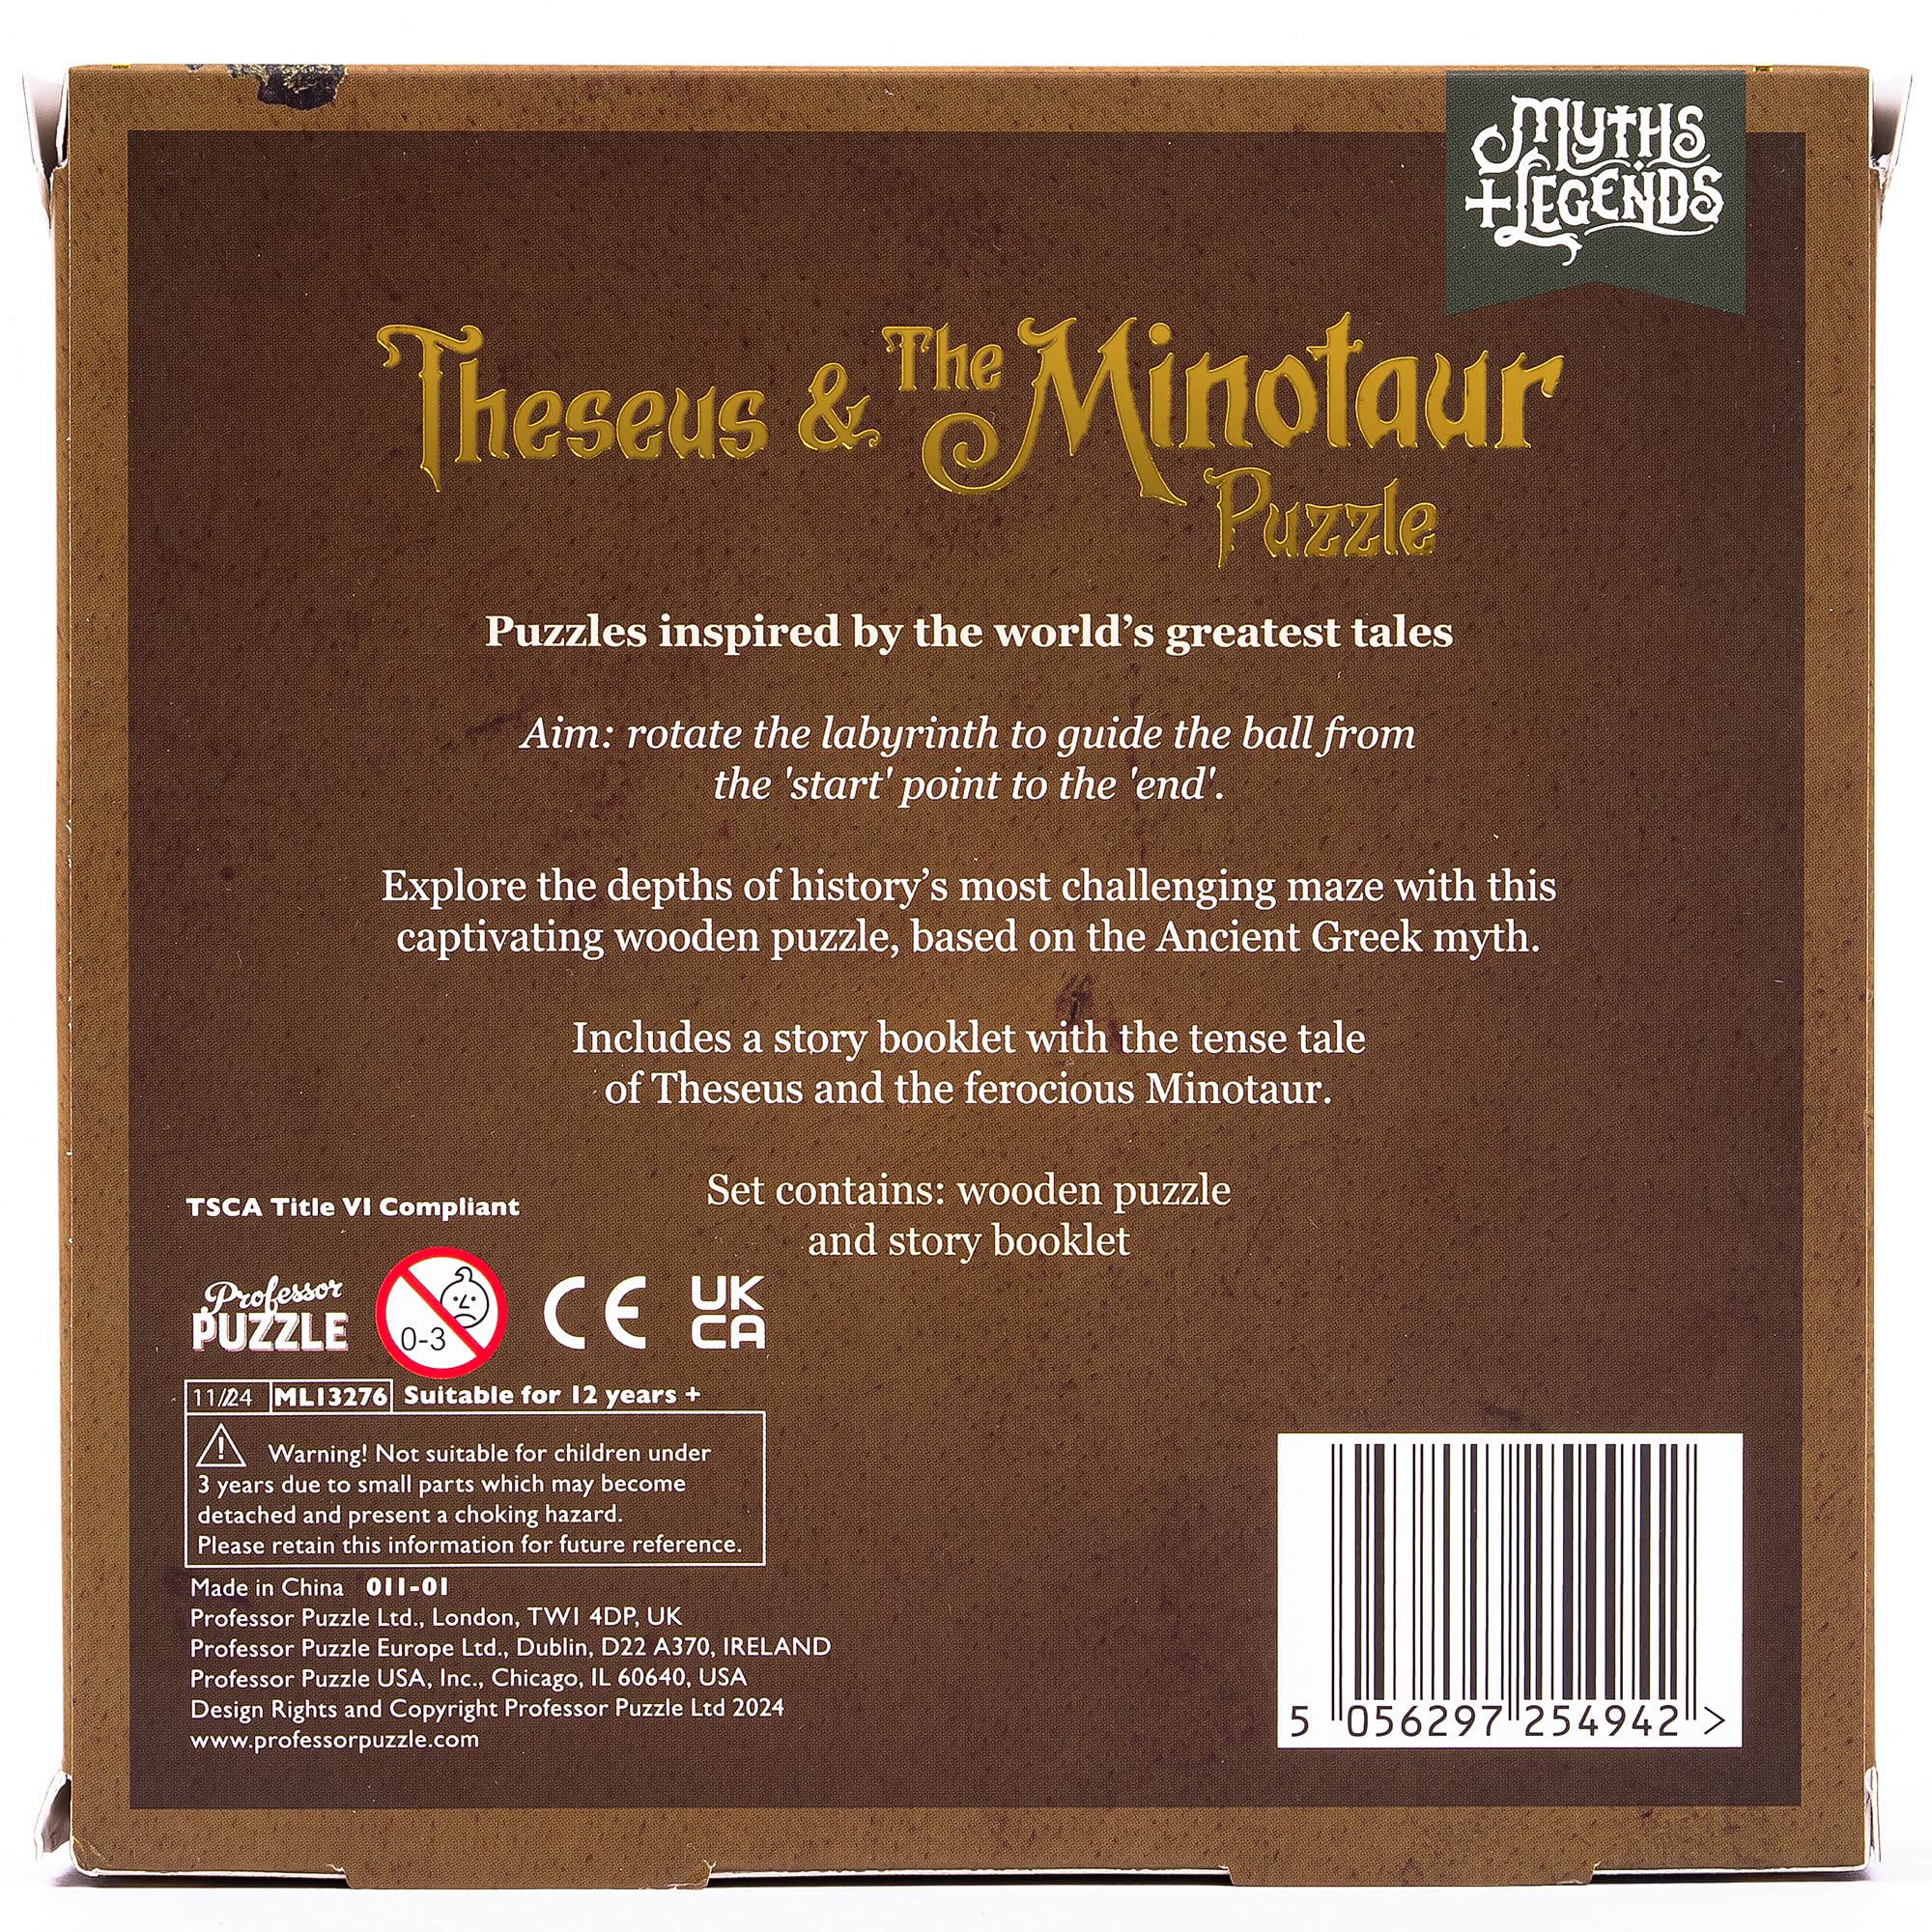 Myths
+ Legends
Theseus & The Minotaur
Puzzle
Puzzles inspired by the world’s greatest tales
Aim: rotate the labyrinth to guide the ball from
the 'start' point to the 'end'.
Explore the depths of history’s most challenging maze with this
captivating wooden puzzle, based on the Ancient Greek myth.
Includes a story booklet with the tense tale
of Theseus and the ferocious Minotaur.
Set contains: wooden puzzle
and story booklet
TSCA Title VI Compliant
Professor
PUZZLE
0-3
CE
UK
CA
11/24 ML13276 Suitable for 12 years +
Warning! Not suitable for children under
3 years due to small parts which may become
detached and present a choking hazard.
Please retain this information for future reference.
Made in China 011-01
Professor Puzzle Ltd., London, TW1 4DP, UK
Professor Puzzle Europe Ltd., Dublin, D22 A370, IRELAND
Professor Puzzle USA, Inc., Chicago, IL 60640, USA
Design Rights and Copyright Professor Puzzle Ltd 2024
www.professorpuzzle.com
5 056297 254942 >